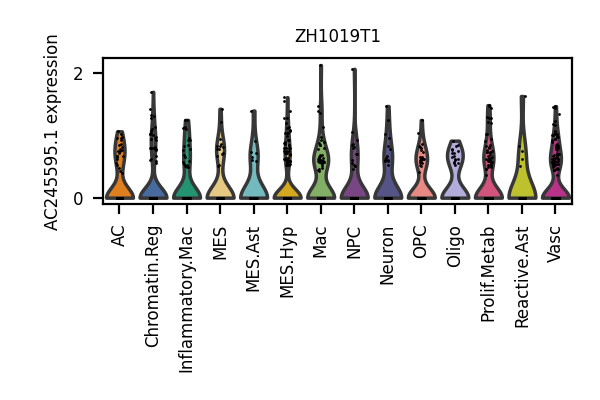 ZH1019T1
AC245595.1 expression
2
0
AC
Chromatin.Reg
Inflammatory.Mac
MES
MES.Ast
MES.Hyp
Mac
NPC
Neuron
OPC
Oligo
Prolif.Metab
Reactive.Ast
Vasc